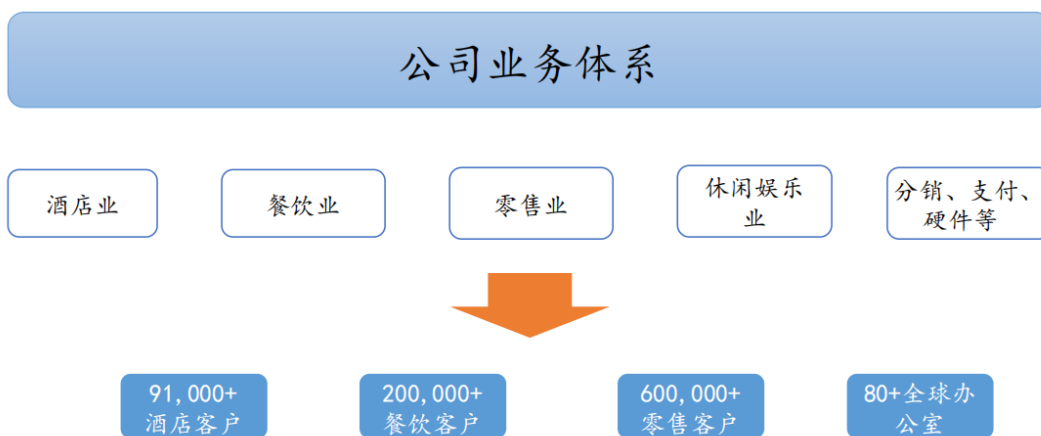 公司业务体系
酒店业
餐饮业
零售业
休闲娱乐
业
分销、支付、
硬件等
91,000+
酒店客户
200,000+
餐饮客户
600,000+
零售客户
80+全球办
公室